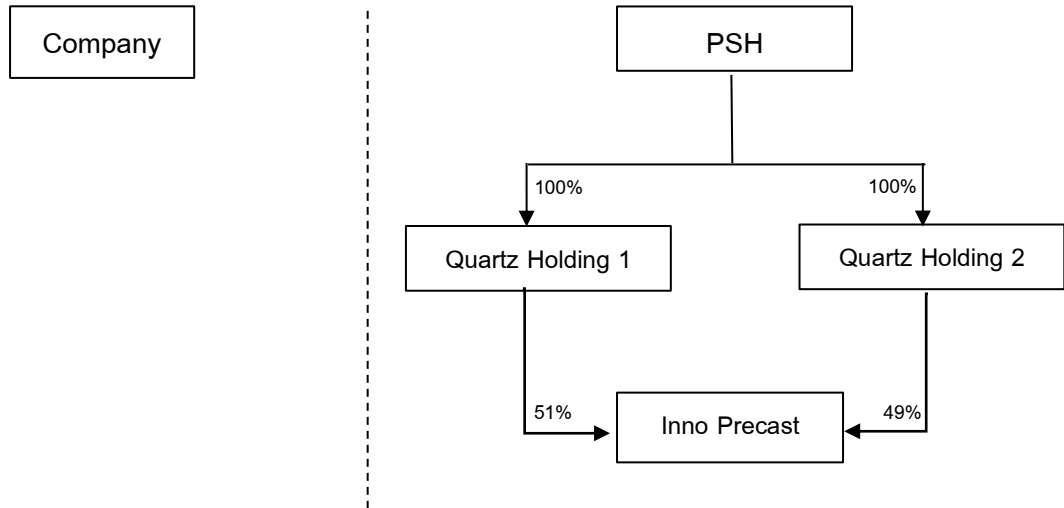 Company
PSH
100%
100%
Quartz Holding 1
Quartz Holding 2
51%
Inno Precast
49%